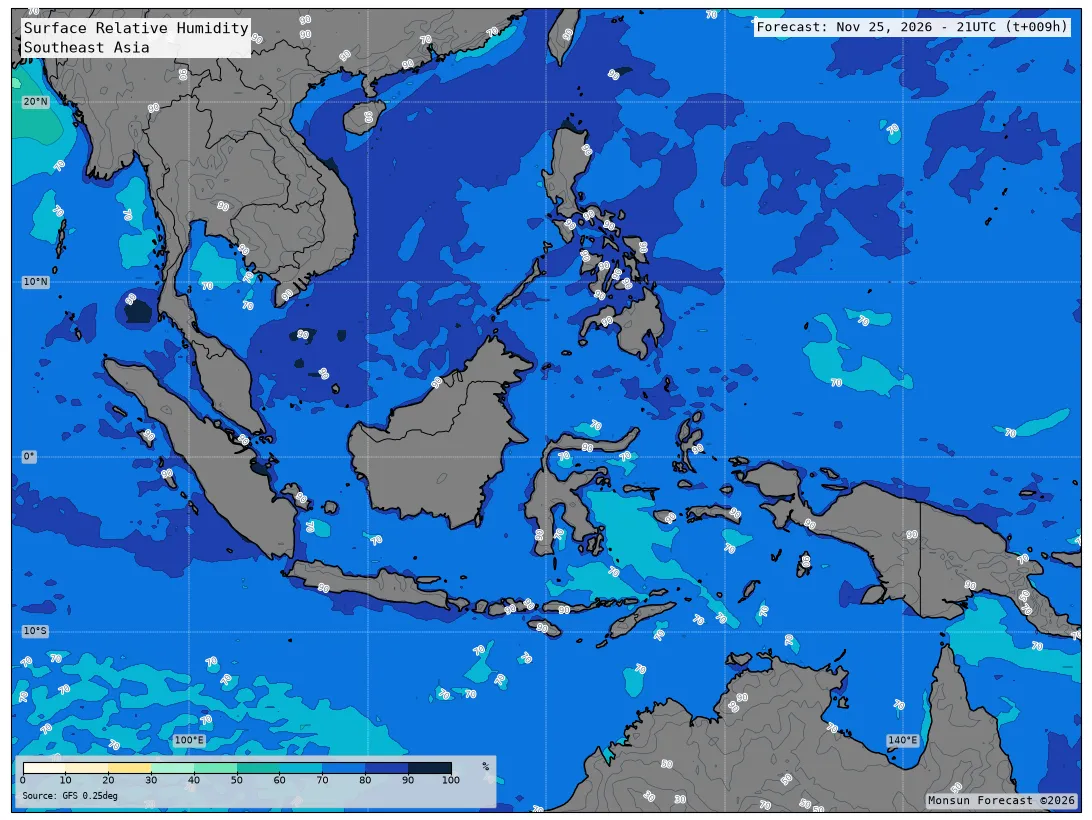 Surface Relative Humidity
Southeast Asia
Forecast: Nov 25, 2026 - 21UTC (t+009h)
20°N
10°N
0°
10°S
100°E
140°E
0 10 20 30 40 50 60 70 80 90 100
%
Source: GFS 0.25deg
Monsun Forecast ©2026